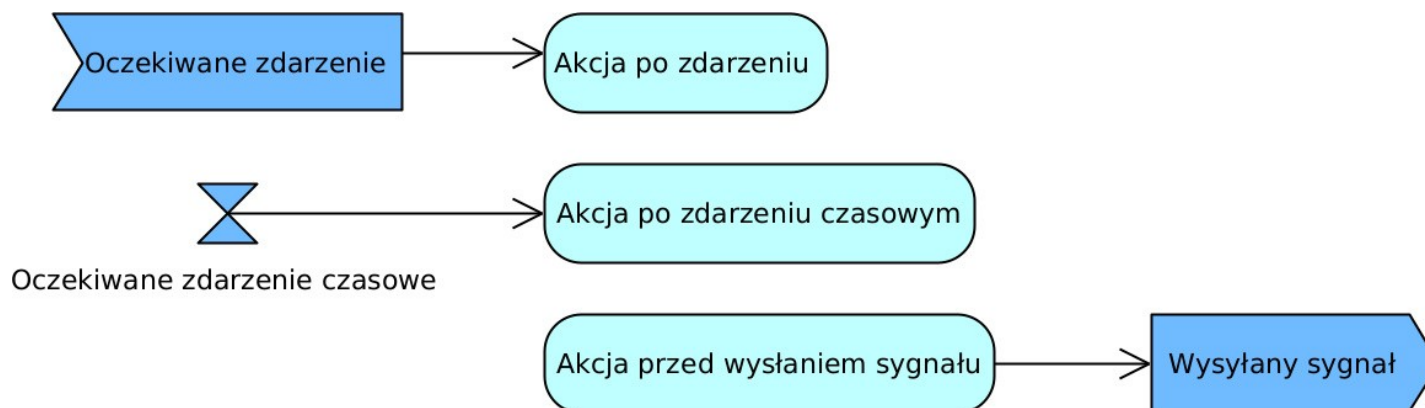 Oczekiwane zdarzenie
Akcja po zdarzeniu
Akcja po zdarzeniu czasowym
Oczekiwane zdarzenie czasowe
Akcja przed wysłaniem sygnału
Wysyłany sygnał